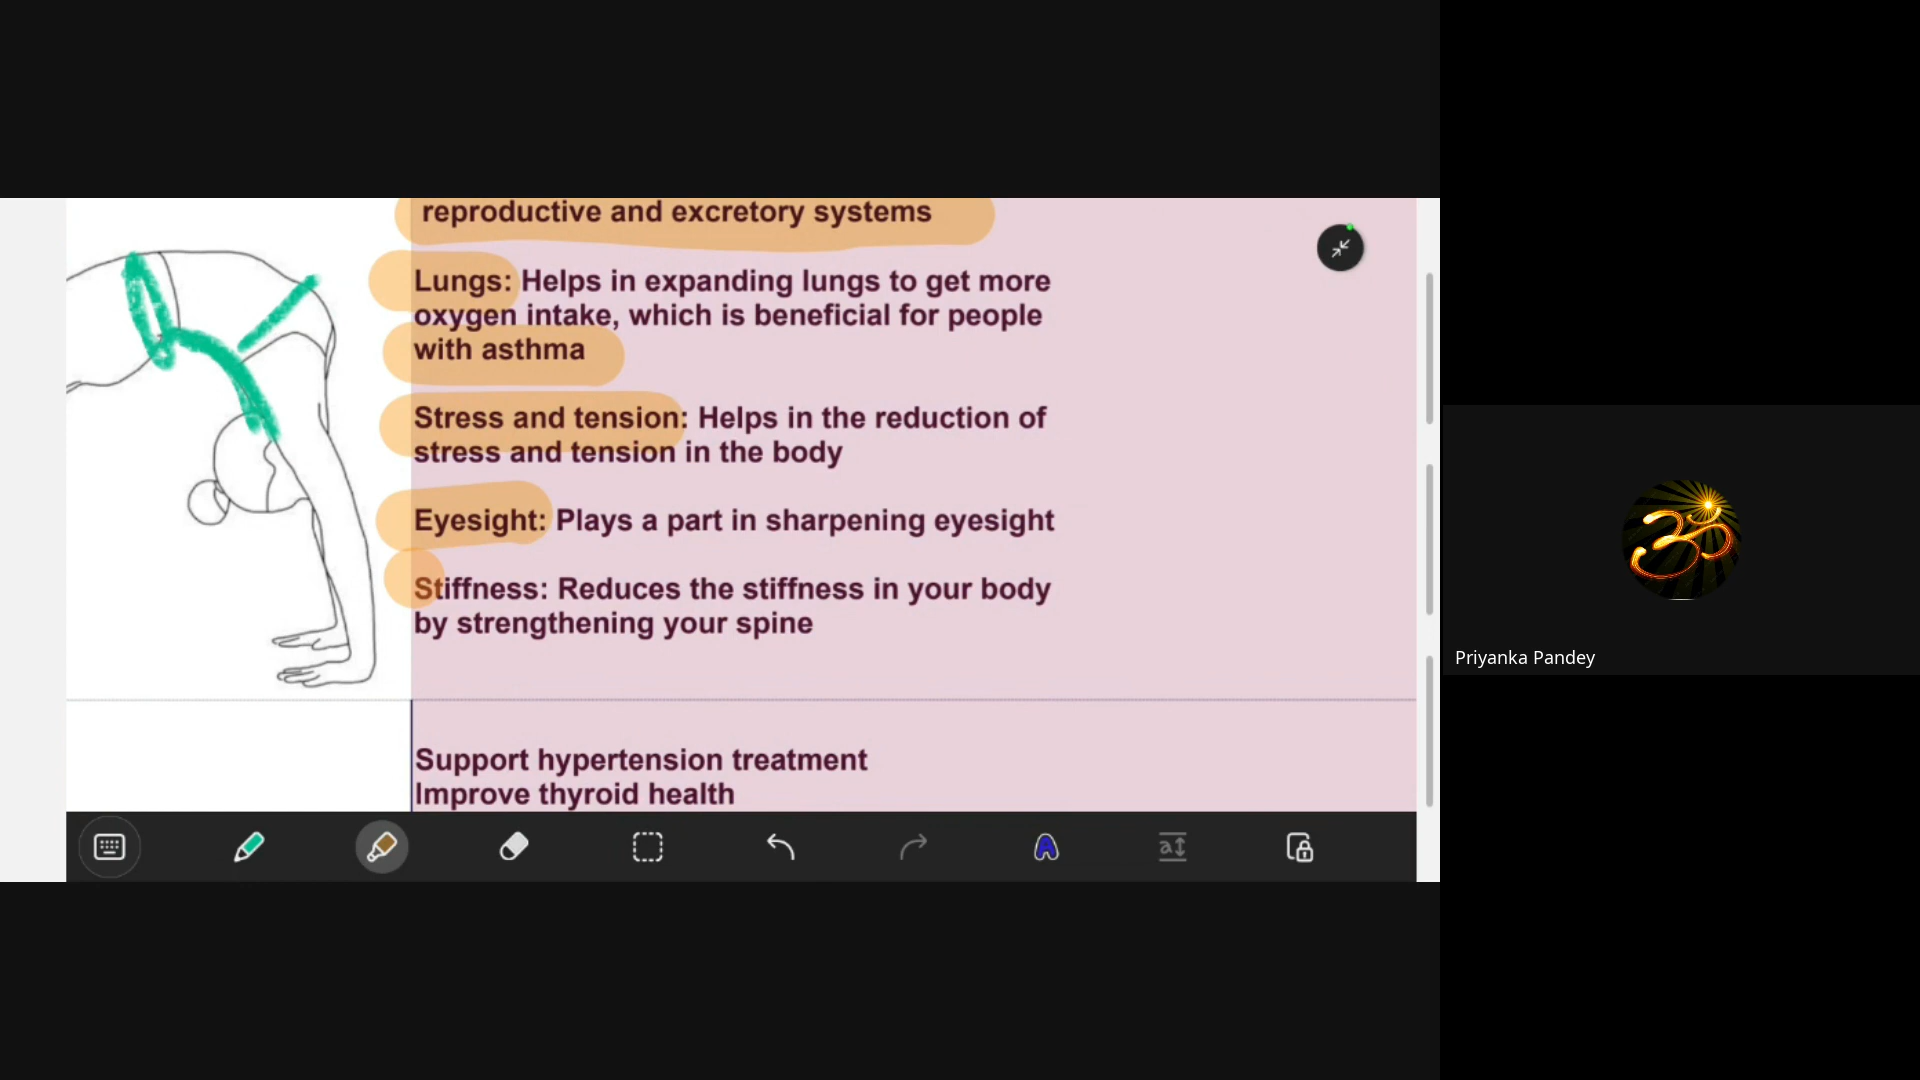 reproductive and excretory systems
Lungs: Helps in expanding lungs to get more
oxygen intake, which is beneficial for people
with asthma
Stress and tension: Helps in the reduction of
stress and tension in the body
Eyesight: Plays a part in sharpening eyesight
Stiffness: Reduces the stiffness in your body
by strengthening your spine
Support hypertension treatment
Improve thyroid health
A
a
ॐ
Priyanka Pandey